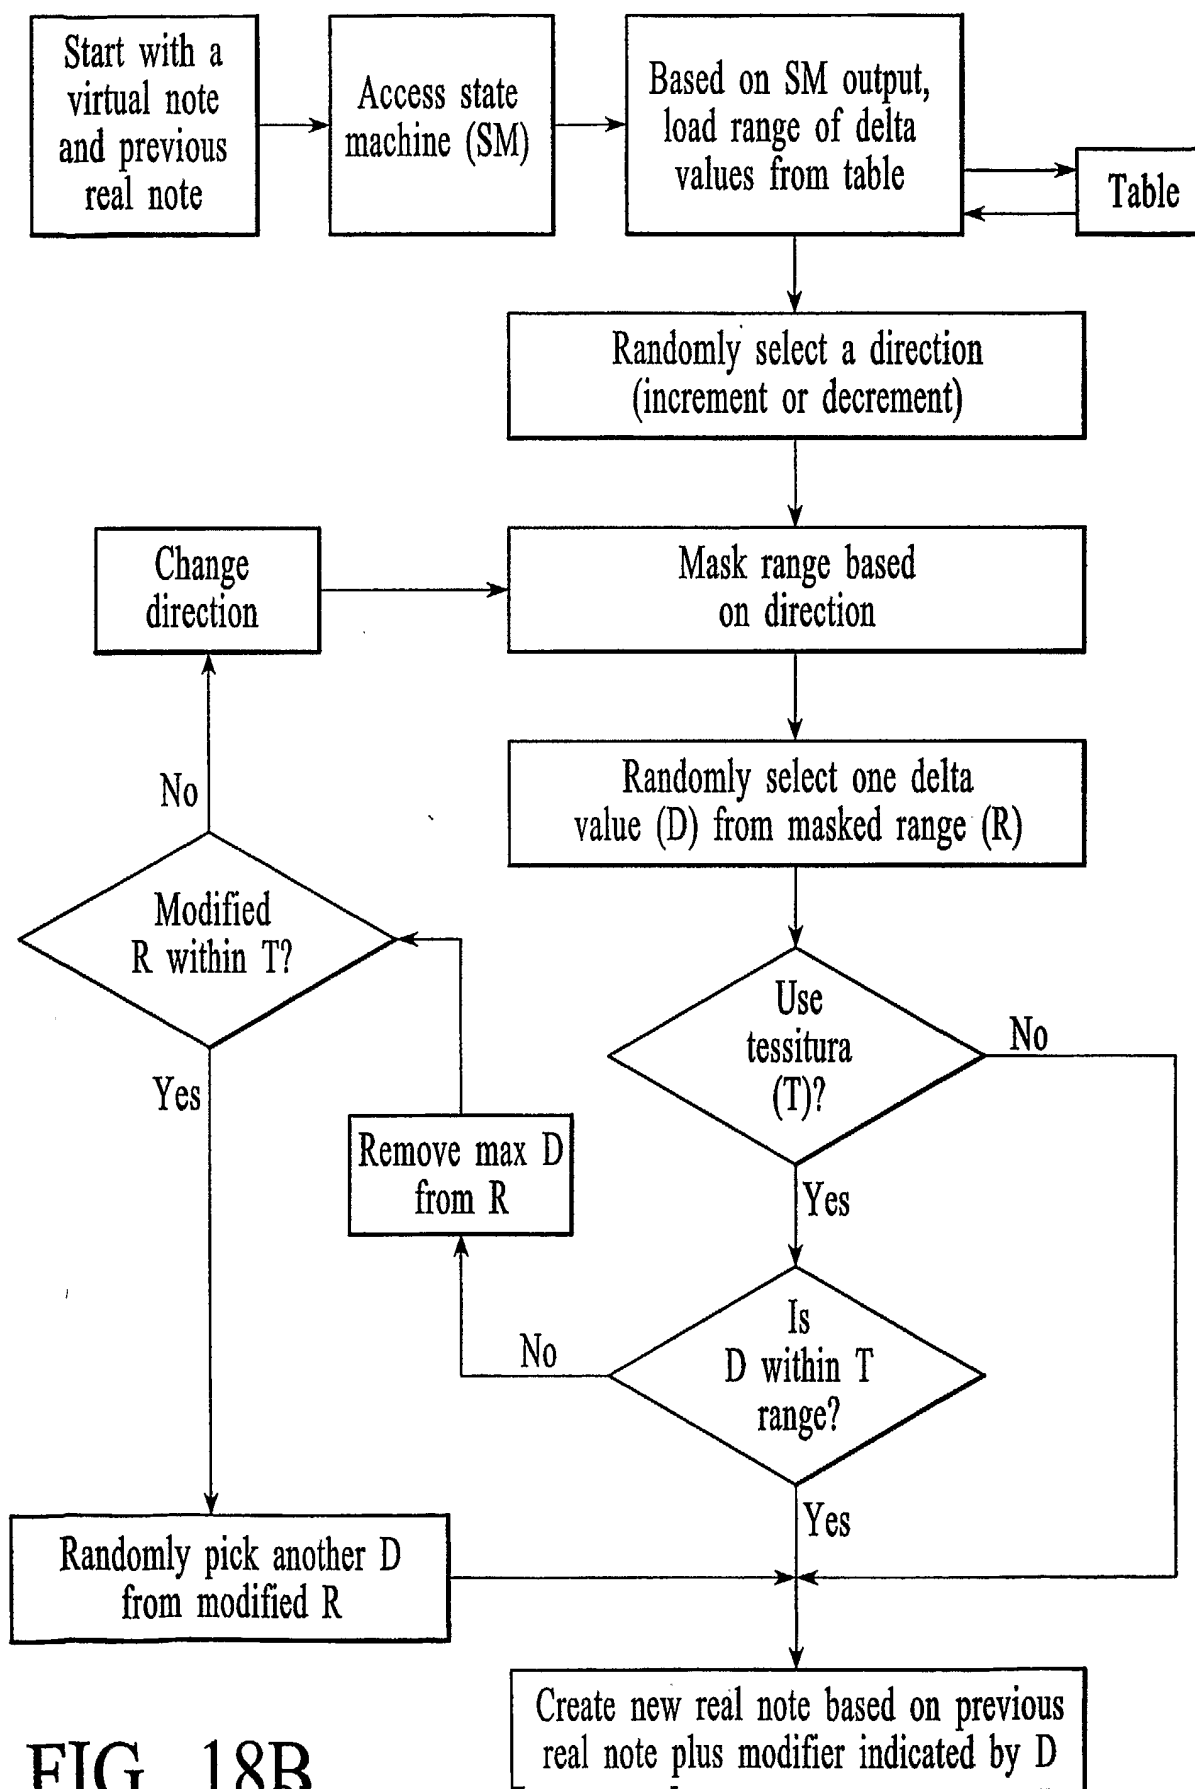 Start with a
virtual note
and previous
real note
Access state
machine (SM)
Based on SM output,
load range of delta
values from table
Table
Randomly select a direction
(increment or decrement)
Change
direction
Mask range based
on direction
No
Randomly select one delta
value (D) from masked range (R)
Modified
R within T?
Use
tessitura
(T)?
No
Yes
Remove max D
from R
Yes
Is
D within T
range?
No
Yes
Randomly pick another D
from modified R
Create new real note based on previous
real note plus modifier indicated by D
FIG. 18B